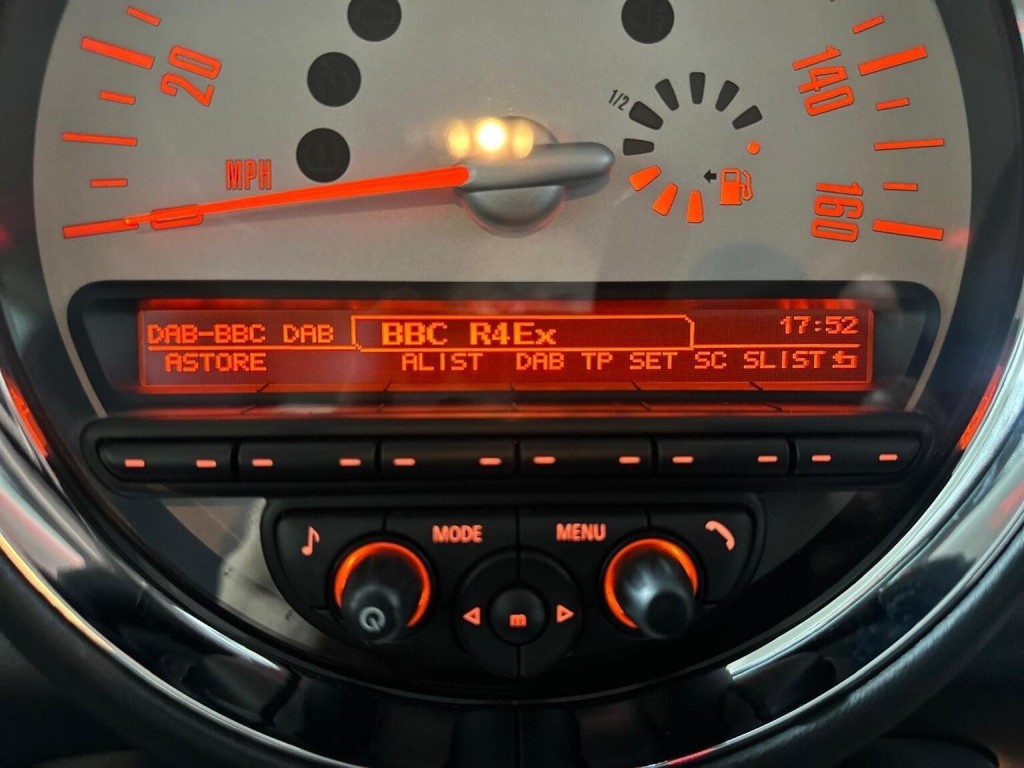 20
140
1/2
MPH
160
DAB-BBC DAB BBC R4Ex 17:52
ASTORE ALIST DAB TP SET SC SLIST
MODE MENU
m